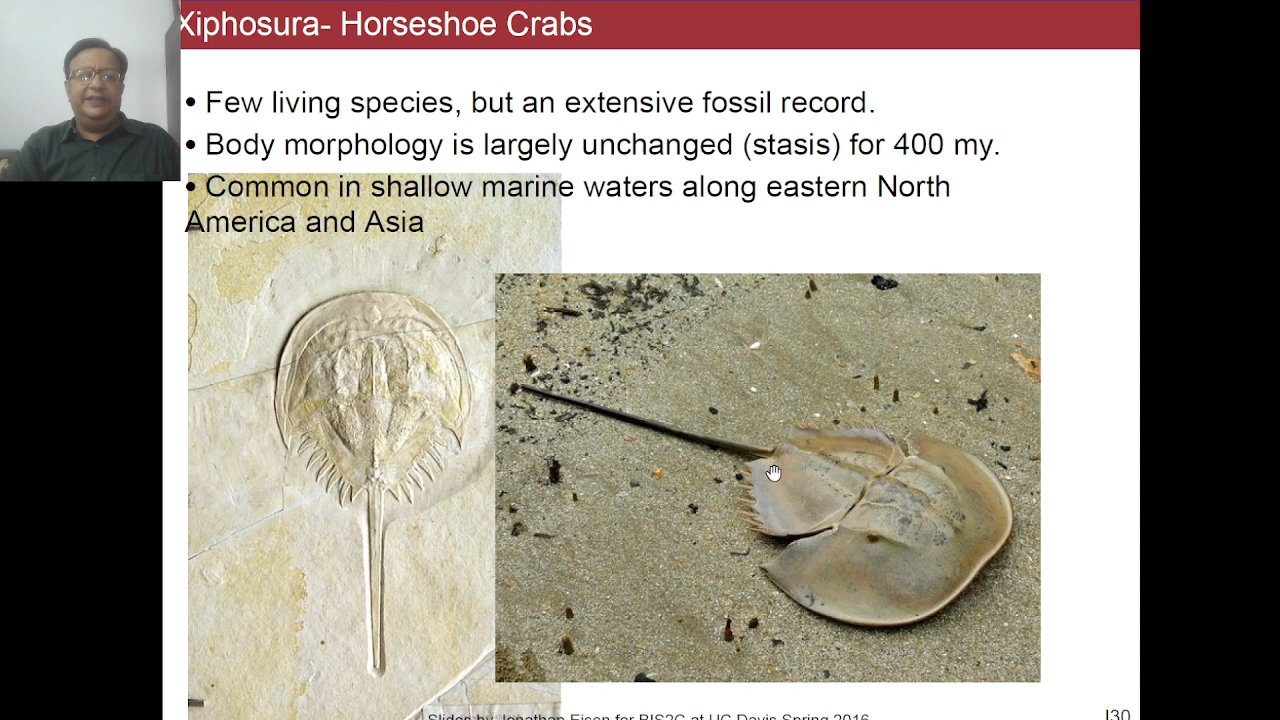 Xiphosura- Horseshoe Crabs
• Few living species, but an extensive fossil record.
• Body morphology is largely unchanged (stasis) for 400 my.
• Common in shallow marine waters along eastern North
America and Asia
Slides by Jonathan Eisen for BIS2C at UC Davis Spring 2016
130